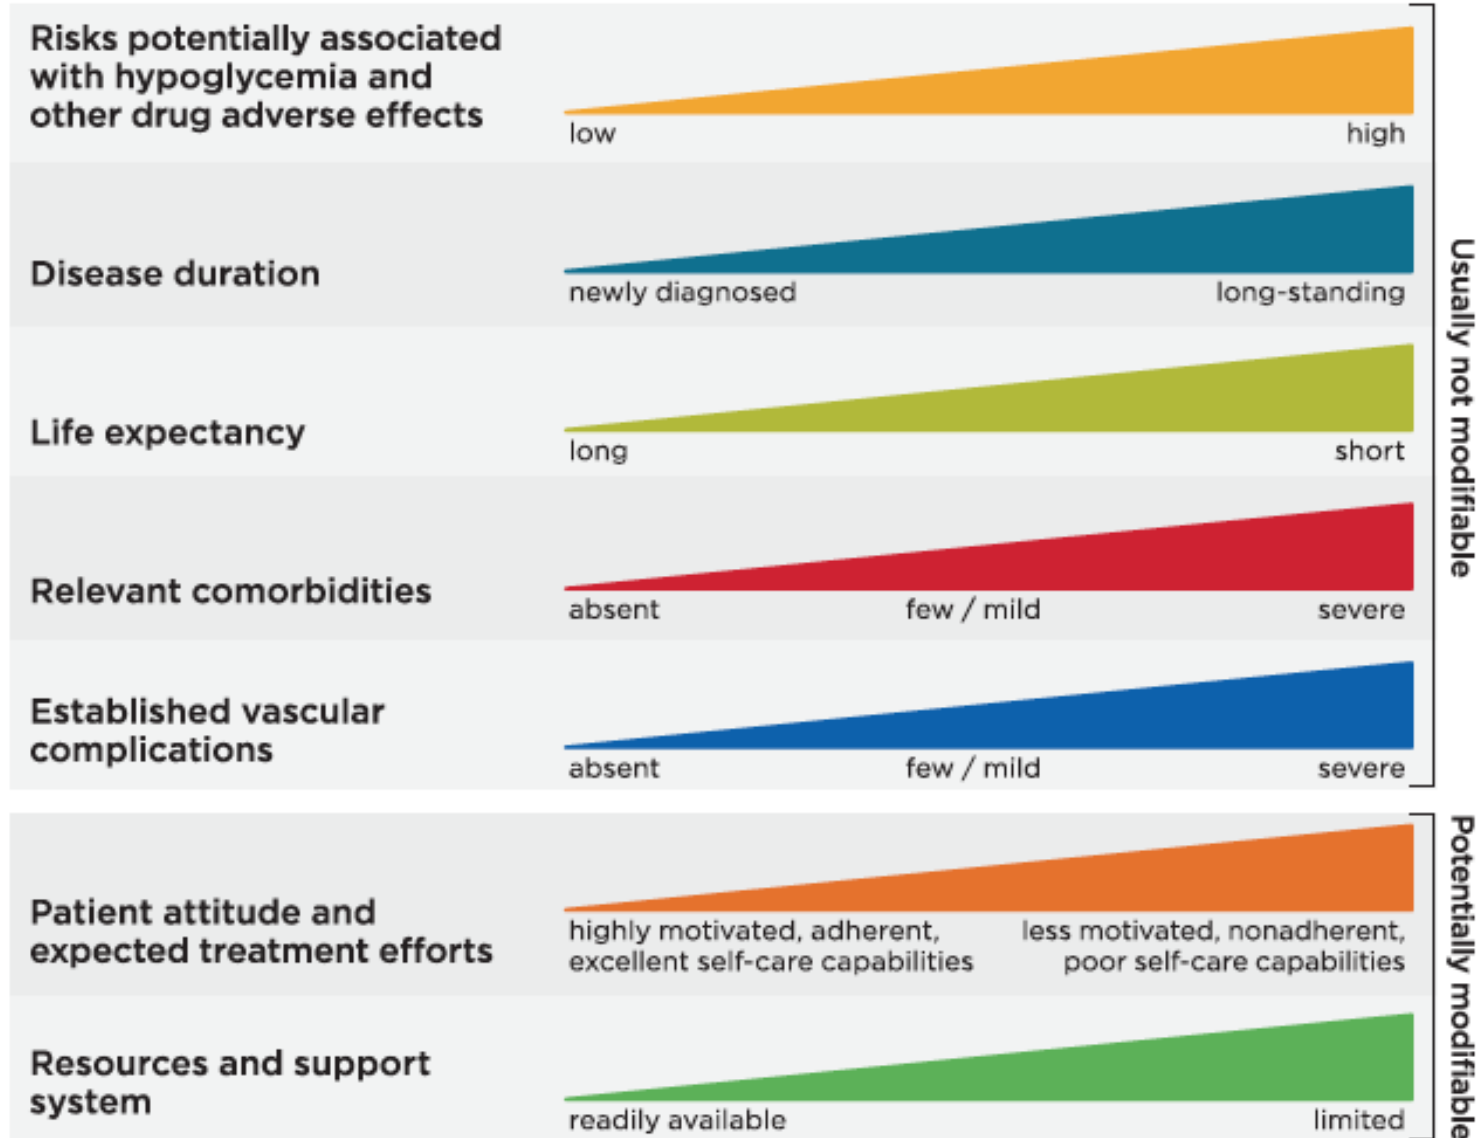 Risks potentially associated
with hypoglycemia and
other drug adverse effects
low
high
Disease duration
newly diagnosed
long-standing
Life expectancy
long
short
Relevant comorbidities
absent
few / mild
severe
Established vascular
complications
absent
few / mild
severe
Usually not modifiable
Patient attitude and
expected treatment efforts
highly motivated, adherent,
excellent self-care capabilities
less motivated, nonadherent,
poor self-care capabilities
Resources and support
system
readily available
limited
Potentially modifiable